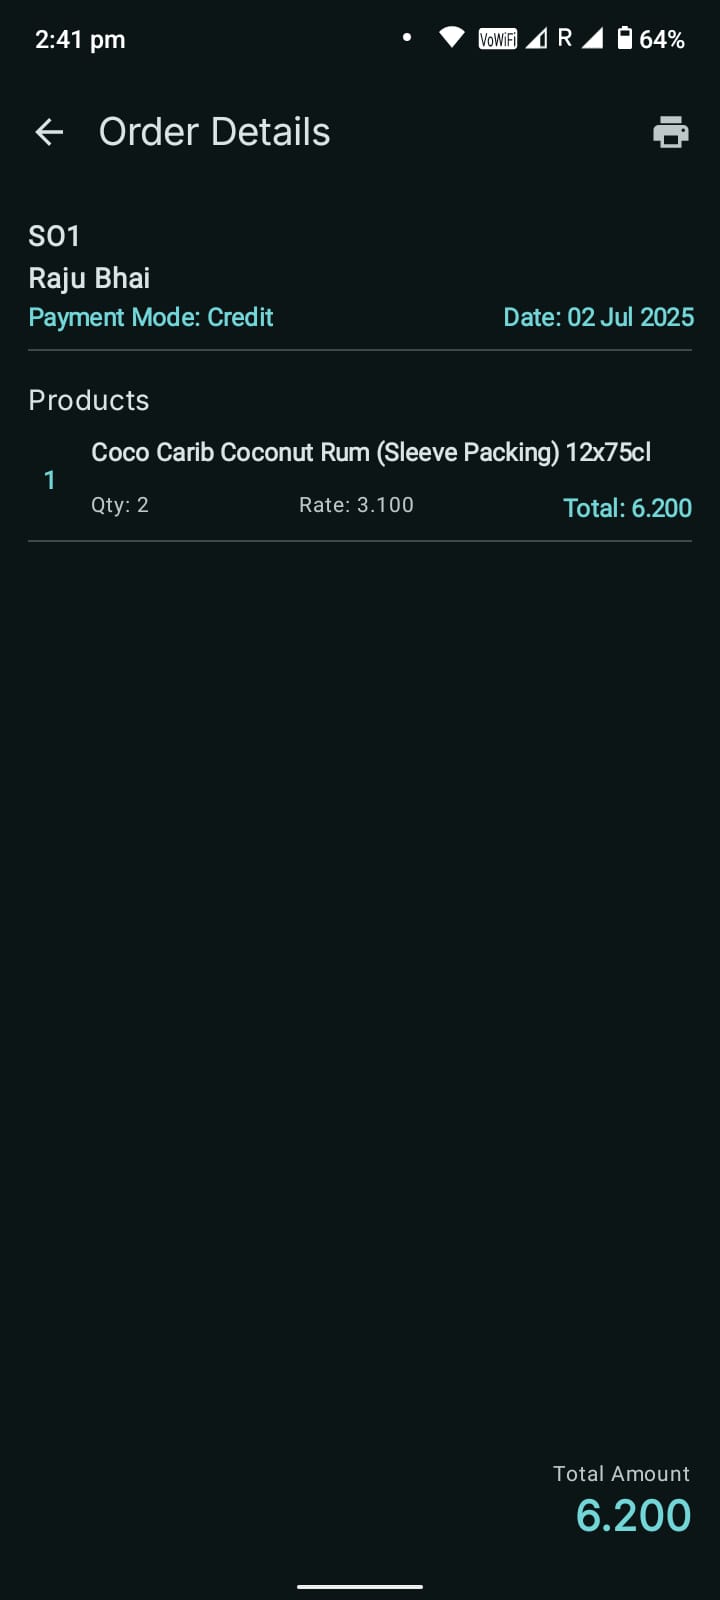 2:41 pm VoWiFi R 64%
Order Details
SO1
Raju Bhai
Payment Mode: Credit Date: 02 Jul 2025
Products
1
Coco Carib Coconut Rum (Sleeve Packing) 12x75cl
Qty: 2 Rate: 3.100 Total: 6.200
Total Amount
6.200